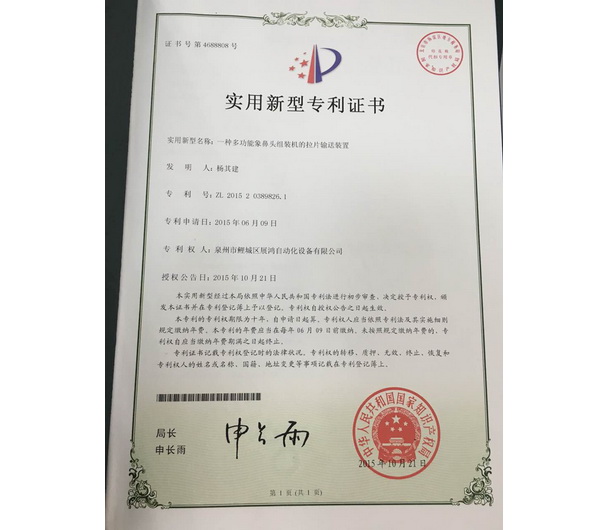 证书号第4688808号
实用新型专利证书
实用新型名称：一种多功能象鼻头组装机的拉片输送装置
发 明 人：杨其建
专 利 号：ZL 2015 2 0389826.1
专利申请日：2015年06月09日
专 利 权 人：泉州市鲤城区展鸿自动化设备有限公司
授权公告日：2015年10月21日
本实用新型经过本局依照中华人民共和国专利法进行初步审查，决定授予专利权，颁
发本证书并在专利登记簿上予以登记。专利权自授权公告之日起生效。
本专利的专利权期限为十年，自申请日起算。专利权人应当依照专利法及其实施细则
规定缴纳年费。本专利的年费应当在每年06月09日前缴纳。未按照规定缴纳年费的，专
利权自应当缴纳年费期满之日起终止。
专利证书记载专利权登记时的法律状况。专利权的转移、质押、无效、终止、恢复和
专利权人的姓名或名称、国籍、地址变更等事项记载在专利登记簿上。
局长
申长雨
申长雨
中华人民共和国国家知识产权局
2015年10月21日
第1页(共1页)